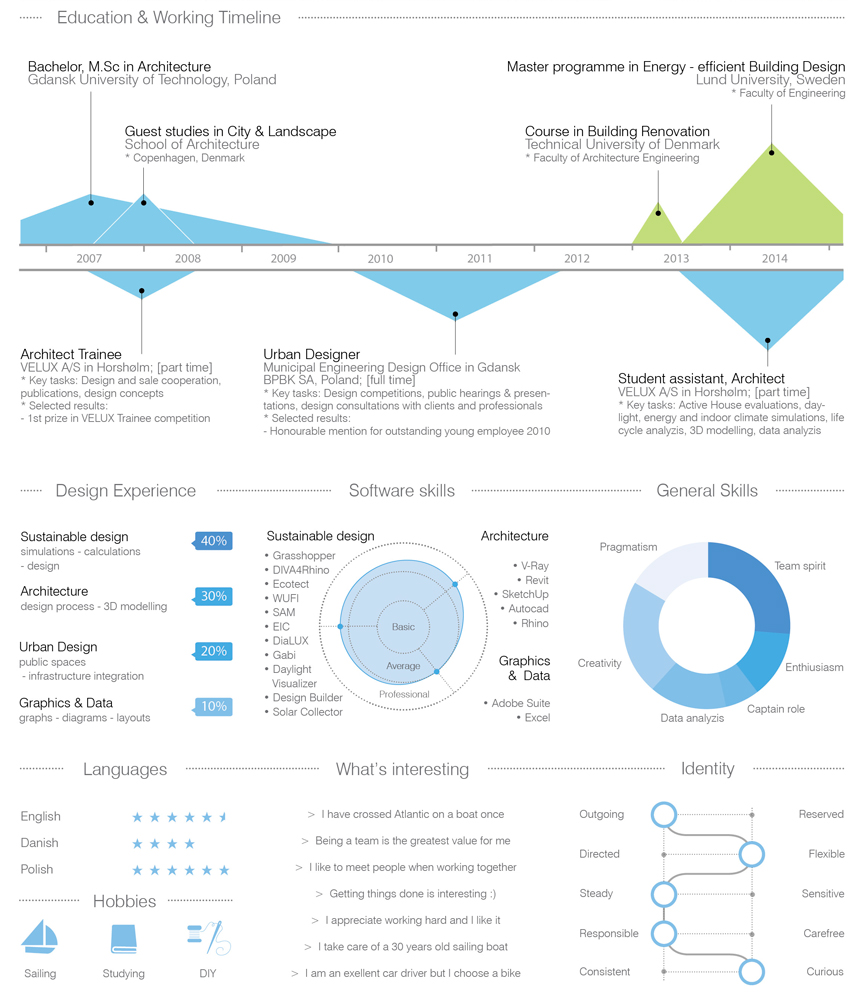 Education & Working Timeline
Bachelor, M.Sc in Architecture
Gdansk University of Technology, Poland
Master programme in Energy - efficient Building Design
Lund University, Sweden
* Faculty of Engineering
Guest studies in City & Landscape
School of Architecture
* Copenhagen, Denmark
Course in Building Renovation
Technical University of Denmark
* Faculty of Architecture Engineering
2007 2008 2009 2010 2011 2012 2013 2014
Architect Trainee
VELUX A/S in Horsholm; [part time]
* Key tasks: Design and sale cooperation,
publications, design concepts
* Selected results:
- 1st prize in VELUX Trainee competition
Urban Designer
Municipal Engineering Design Office in Gdansk
BPBK SA, Poland; [full time]
* Key tasks: Design competitions, public hearings & presen-
tations, design consultations with clients and professionals
* Selected results:
- Honourable mention for outstanding young employee 2010
Student assistant, Architect
VELUX A/S in Horsholm; [part time]
* Key tasks: Active House evaluations, day-
light, energy and indoor climate simulations, life
cycle analyzis, 3D modelling, data analyzis
Design Experience
Sustainable design
simulations - calculations
- design
40%
Architecture
design process - 3D modelling
30%
Urban Design
public spaces
- infrastructure integration
20%
Graphics & Data
graphs - diagrams - layouts
10%
Software skills
Sustainable design
• Grasshopper
• DIVA4Rhino
• Ecotect
• WUFI
• SAM
• EIC
• DiaLUX
• Gabi
• Daylight
Visualizer
• Design Builder
• Solar Collector
Basic
Average
Professional
Architecture
• V-Ray
• Revit
• SketchUp
• Autocad
• Rhino
Graphics
& Data
• Adobe Suite
• Excel
General Skills
Pragmatism
Team spirit
Creativity
Enthusiasm
Captain role
Data analyzis
Languages
English
Danish
Polish
Hobbies
Sailing
Studying
DIY
What's interesting
> I have crossed Atlantic on a boat once
> Being a team is the greatest value for me
> I like to meet people when working together
> Getting things done is interesting :)
> I appreciate working hard and I like it
> I take care of a 30 years old sailing boat
> I am an exellent car driver but I choose a bike
Identity
Outgoing Reserved
Directed Flexible
Steady Sensitive
Responsible Carefree
Consistent Curious